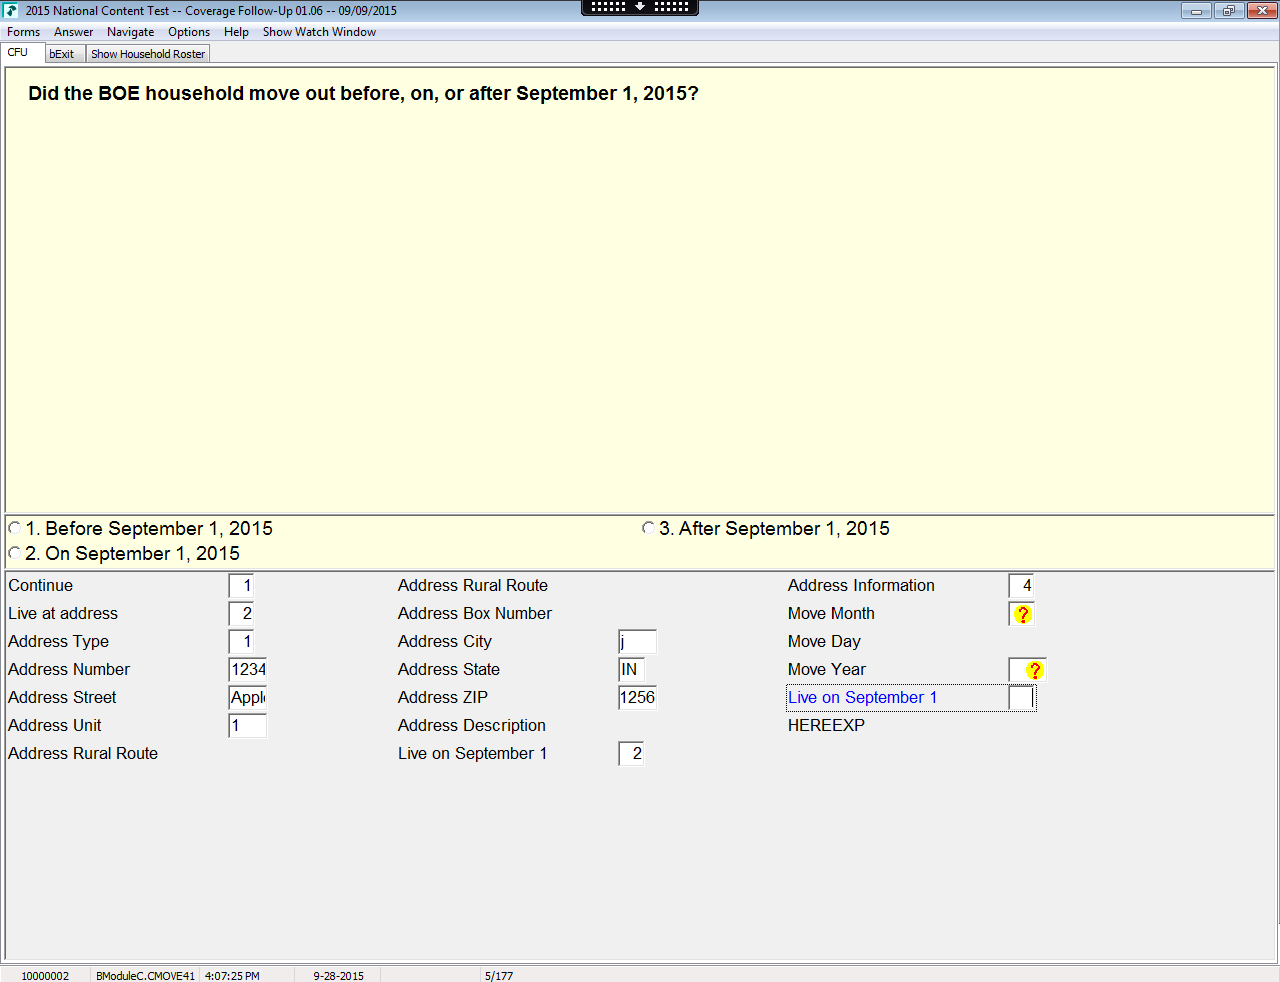 2015 National Content Test -- Coverage Follow-Up 01.06 -- 09/09/2015
Forms Answer Navigate Options Help Show Watch Window
CFU bExit Show Household Roster
Did the BOE household move out before, on, or after September 1, 2015?
1. Before September 1, 2015 3. After September 1, 2015
2. On September 1, 2015
Continue 1 Address Rural Route Address Information 4
Live at address 2 Address Box Number Move Month ?
Address Type 1 Address City j Move Day
Address Number 1234 Address State IN Move Year ?
Address Street Appl Address ZIP 1256 Live on September 1
Address Unit 1 Address Description HEREEXP
Address Rural Route Live on September 1 2
10000002 BModuleC.CMOVE41 4:07:25 PM 9-28-2015 5/177